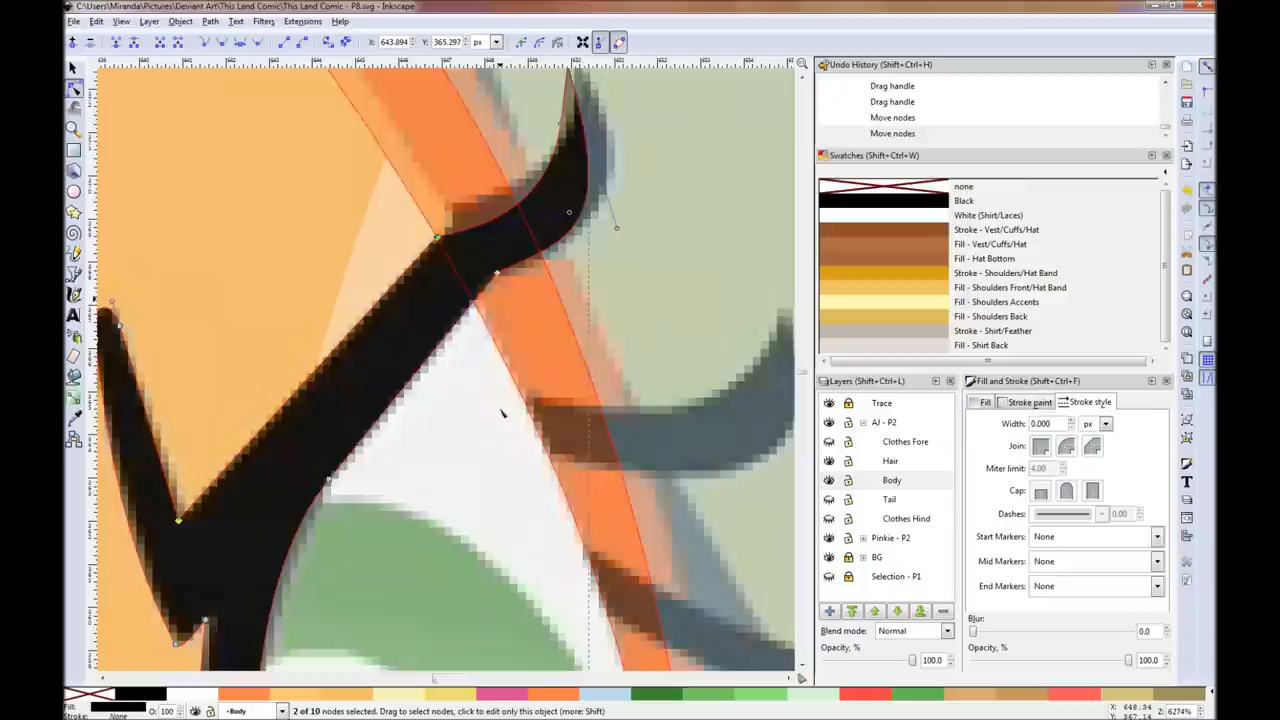 C:\Users\Miranda\Pictures\Deviant Art\This Land Comic\This Land Comic - P8.svg - Inkscape
File Edit View Layer Object Path Text Filters Extensions Help
X: 643.894 Y: 365.297 px
Undo History (Shift+Ctrl+H)
Drag handle
Drag handle
Move nodes
Move nodes
Swatches (Shift+Ctrl+W)
none
Black
White (Shirt/Laces)
Stroke - Vest/Cuffs/Hat
Fill - Vest/Cuffs/Hat
Fill - Hat Bottom
Stroke - Shoulders/Hat Band
Fill - Shoulders Front/Hat Band
Fill - Shoulders Accents
Fill - Shoulders Back
Stroke - Shirt/Feather
Fill - Shirt Back
Layers (Shift+Ctrl+L)
Trace
AJ - P2
Clothes Fore
Hair
Body
Tail
Clothes Hind
Pinkie - P2
BG
Selection - P1
Blend mode: Normal
Opacity, % 100.0
Fill and Stroke (Shift+Ctrl+F)
Fill Stroke paint Stroke style
Width: 0.000 px
Join:
Miter limit: 4.00
Cap:
Dashes: 0.00
Start Markers: None
Mid Markers: None
End Markers: None
Blur:
0.0
Opacity, %
100.0
Fill:
Stroke: None
O: 100
Body
2 of 10 nodes selected. Drag to select nodes, click to edit only this object (more: Shift)
X: 648.34
Y: 367.14
Z: 6274%